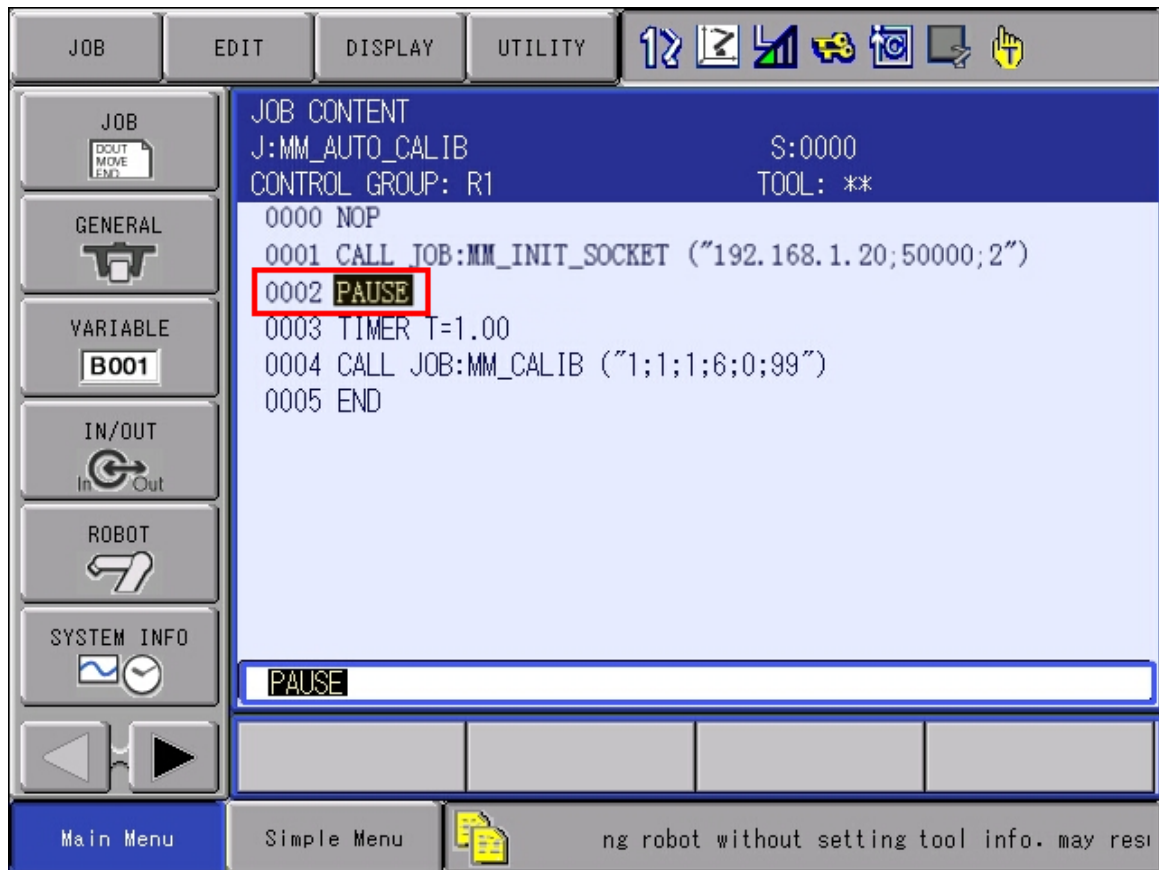 JOB EDIT DISPLAY UTILITY
JOB
DOUT
MOVE
END
GENERAL
VARIABLE
B001
IN/OUT
In Out
ROBOT
SYSTEM INFO
JOB CONTENT
J:MM_AUTO_CALIB S:0000
CONTROL GROUP: R1 TOOL: **
0000 NOP
0001 CALL JOB:MM_INIT_SOCKET ("192.168.1.20;50000;2")
0002 PAUSE
0003 TIMER T=1.00
0004 CALL JOB:MM_CALIB ("1;1;1;6;0;99")
0005 END
PAUSE
Main Menu Simple Menu ng robot without setting tool info. may resu